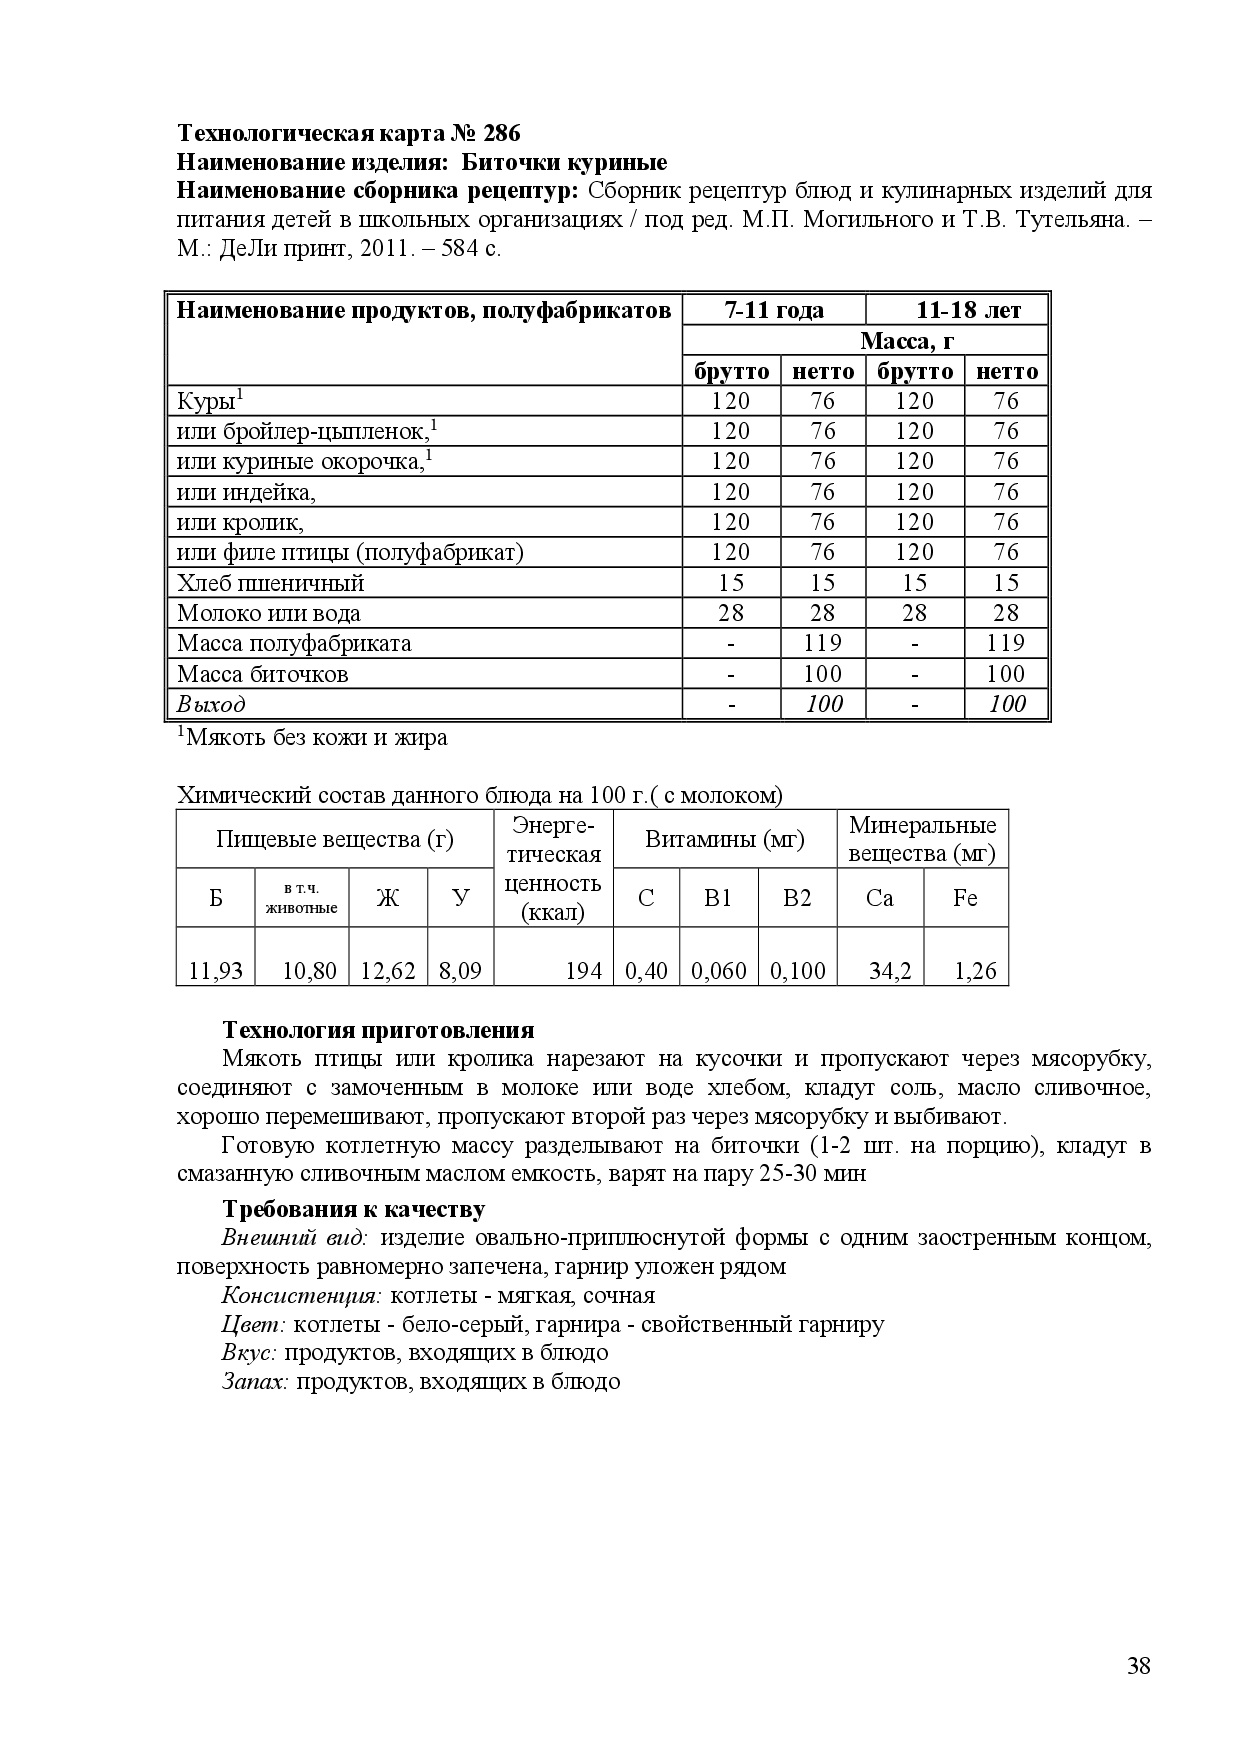 Технологическая карта № 286
Наименование изделия: Биточки куриные
Наименование сборника рецептур: Сборник рецептур блюд и кулинарных изделий для
питания детей в школьных организациях / под ред. М.П. Могильного и Т.В. Тутельяна. –
М.: ДеЛи принт, 2011. – 584 с.
Наименование продуктов, полуфабрикатов 7-11 года 11-18 лет
Масса, г
брутто нетто брутто нетто
Куры¹ 120 76 120 76
или бройлер-цыпленок,¹ 120 76 120 76
или куриные окорочка,¹ 120 76 120 76
или индейка, 120 76 120 76
или кролик, 120 76 120 76
или филе птицы (полуфабрикат) 120 76 120 76
Хлеб пшеничный 15 15 15 15
Молоко или вода 28 28 28 28
Масса полуфабриката - 119 - 119
Масса биточков - 100 - 100
Выход - 100 - 100
¹Мякоть без кожи и жира
Химический состав данного блюда на 100 г.( с молоком)
Пищевые вещества (г) Энерге-тическая ценность (ккал) Витамины (мг) Минеральные вещества (мг)
Б в т.ч. животные Ж У С В1 В2 Ca Fe
11,93 10,80 12,62 8,09 194 0,40 0,060 0,100 34,2 1,26
Технология приготовления
Мякоть птицы или кролика нарезают на кусочки и пропускают через мясорубку,
соединяют с замоченным в молоке или воде хлебом, кладут соль, масло сливочное,
хорошо перемешивают, пропускают второй раз через мясорубку и выбивают.
Готовую котлетную массу разделывают на биточки (1-2 шт. на порцию), кладут в
смазанную сливочным маслом емкость, варят на пару 25-30 мин
Требования к качеству
Внешний вид: изделие овально-приплюснутой формы с одним заостренным концом,
поверхность равномерно запечена, гарнир уложен рядом
Консистенция: котлеты - мягкая, сочная
Цвет: котлеты - бело-серый, гарнира - свойственный гарниру
Вкус: продуктов, входящих в блюдо
Запах: продуктов, входящих в блюдо
38